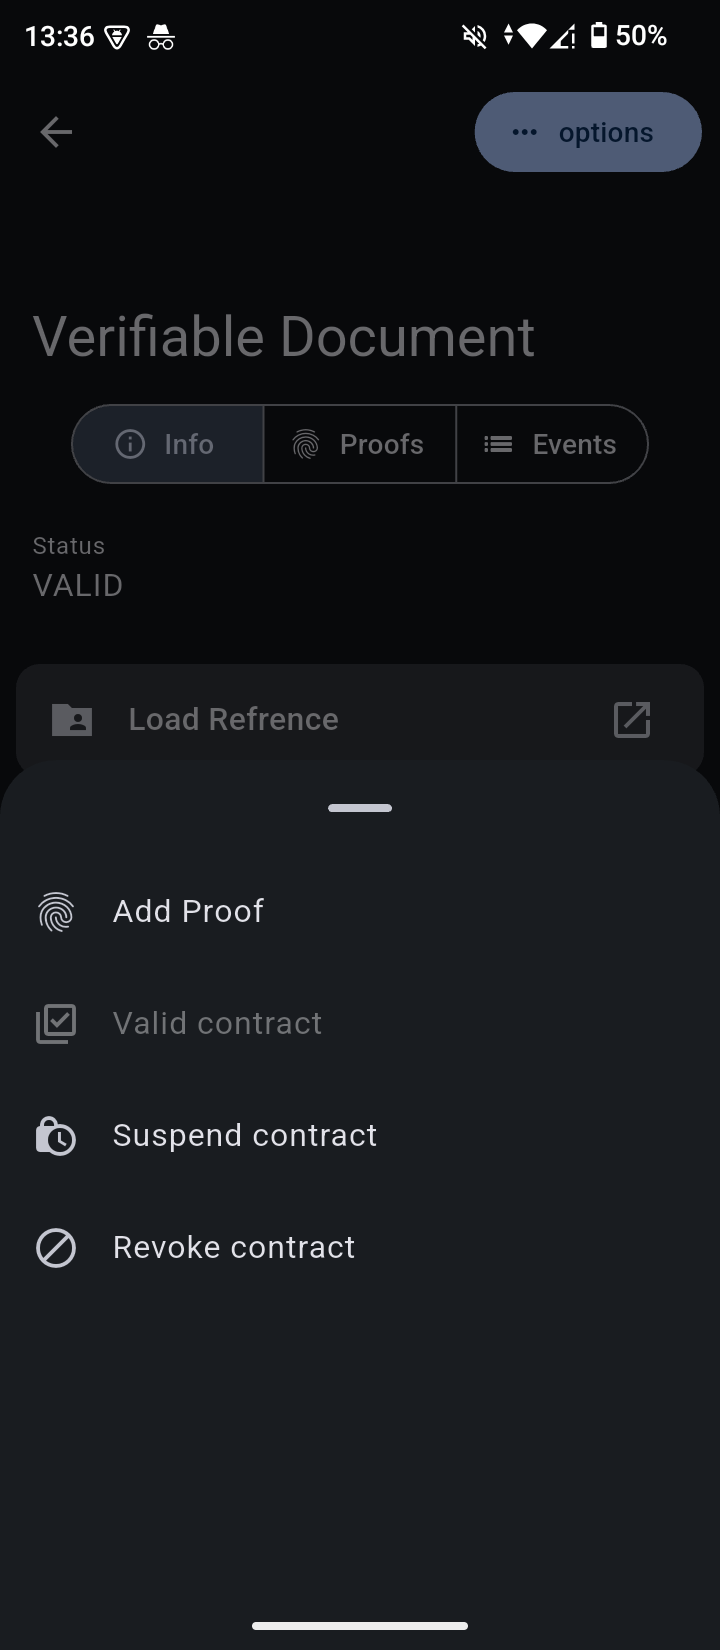 13:36
50%
options
Verifiable Document
Info
Proofs
Events
Status
VALID
Load Refrence
Add Proof
Valid contract
Suspend contract
Revoke contract